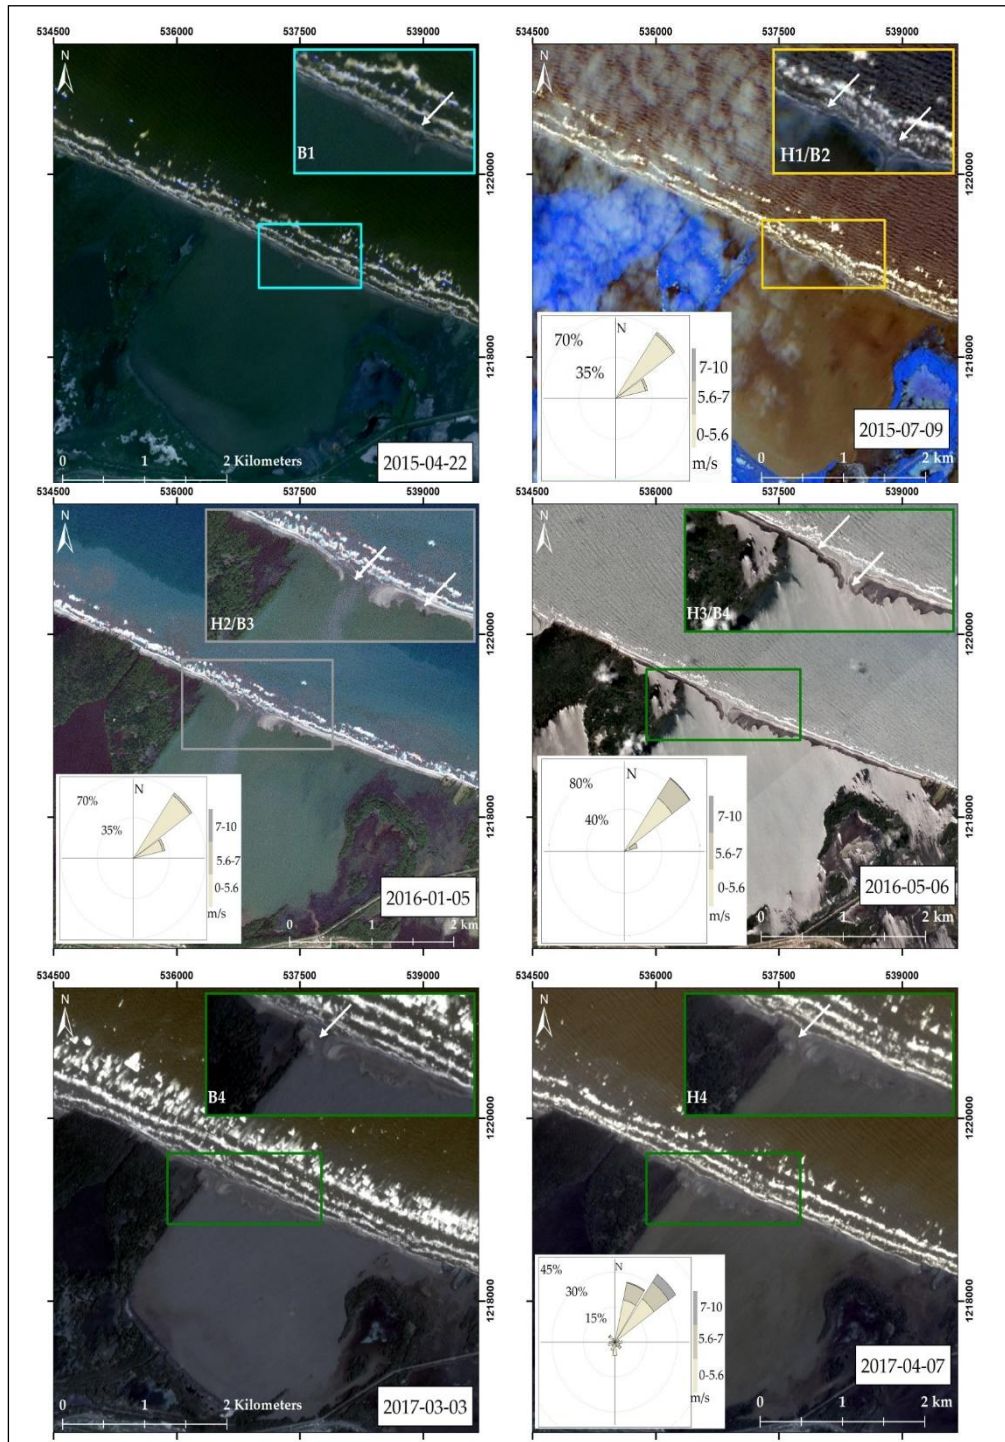 534500 536000 537500 539000
534500 536000 537500 539000
N
B1
N
H1/B2
1220000
1220000
1218000
1218000
N
70%
35%
7-10
5.6-7
0-5.6
m/s
0 1 2 Kilometers
2015-04-22
2015-07-09
0 1 2 km
534500 536000 537500 539000
534500 536000 537500 539000
N
H2/B3
N
H3/B4
1220000
1220000
1218000
1218000
N
70%
35%
7-10
5.6-7
0-5.6
m/s
2016-01-05
0 1 2 km
N
80%
40%
7-10
5.6-7
0-5.6
m/s
2016-05-06
0 1 2 km
534500 536000 537500 539000
534500 536000 537500 539000
N
B4
N
H4
1220000
1220000
1218000
1218000
0 1 2 Kilometers
2017-03-03
N
45%
30%
15%
7-10
5.6-7
0-5.6
m/s
2017-04-07
0 1 2 km